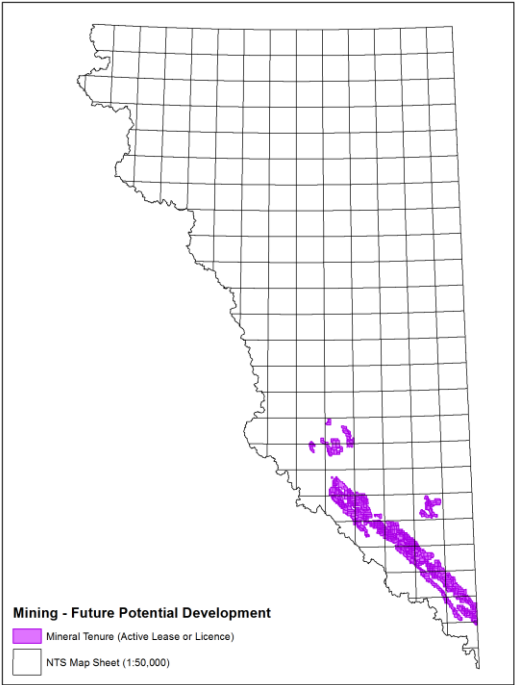 Mining - Future Potential Development
Mineral Tenure (Active Lease or Licence)
NTS Map Sheet (1:50,000)